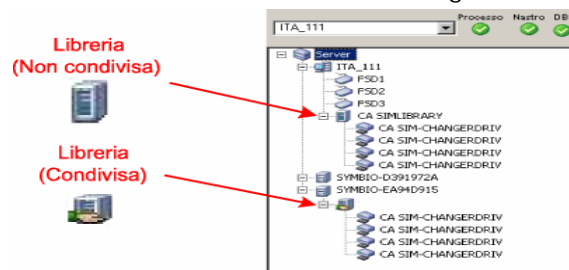 Libreria
(Non condivisa)
Libreria
(Condivisa)
Processo Nastro DB
ITA_111
Server
ITA_111
FSD1
FSD2
FSD3
CA SIMLIBRARY
CA SIM-CHANGERDRIV
CA SIM-CHANGERDRIV
CA SIM-CHANGERDRIV
CA SIM-CHANGERDRIV
SYMBIO-D391972A
SYMBIO-EA94D915
CA SIM-CHANGERDRIV
CA SIM-CHANGERDRIV
CA SIM-CHANGERDRIV
CA SIM-CHANGERDRIV